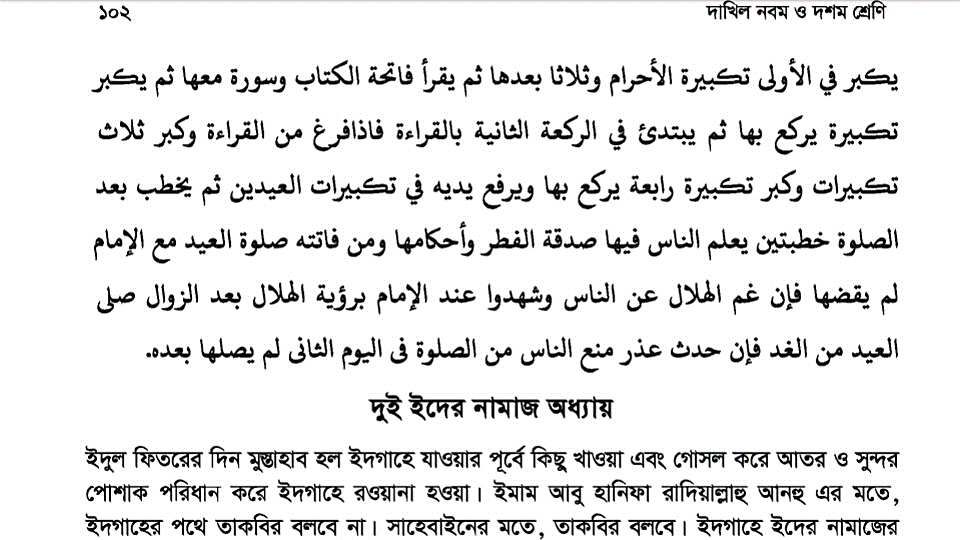 ১০২ দাখিল নবম ও দশম শ্রেণি
يكبر في الأولى تكبيرة الأحرام وثلاثا بعدها ثم يقرأ فاتحة الكتاب وسورة معها ثم يكبر
تكبيرة يركع بها ثم يبتدئ في الركعة الثانية بالقراءة فاذافرغ من القراءة وكبر ثلاث
تكبيرات وكبر تكبيرة رابعة يركع بها ويرفع يديه في تكبيرات العيدين ثم يخطب بعد
الصلوة خطبتين يعلم الناس فيها صدقة الفطر وأحكامها ومن فاتته صلوة العيد مع الإمام
لم يقضها فإن غم الهلال عن الناس وشهدوا عند الإمام برؤية الهلال بعد الزوال صلى
العيد من الغد فإن حدث عذر منع الناس من الصلوة فى اليوم الثانى لم يصلها بعده.
দুই ইদের নামাজ অধ্যায়
ইদুল ফিতরের দিন মুস্তাহাব হল ইদগাহে যাওয়ার পূর্বে কিছু খাওয়া এবং গোসল করে আতর ও সুন্দর
পোশাক পরিধান করে ইদগাহে রওয়ানা হওয়া। ইমাম আবু হানিফা রাদিয়াল্লাহু আনহু এর মতে,
ইদগাহের পথে তাকবির বলবে না। সাহেবাইনের মতে, তাকবির বলবে। ইদগাহে ইদের নামাজের